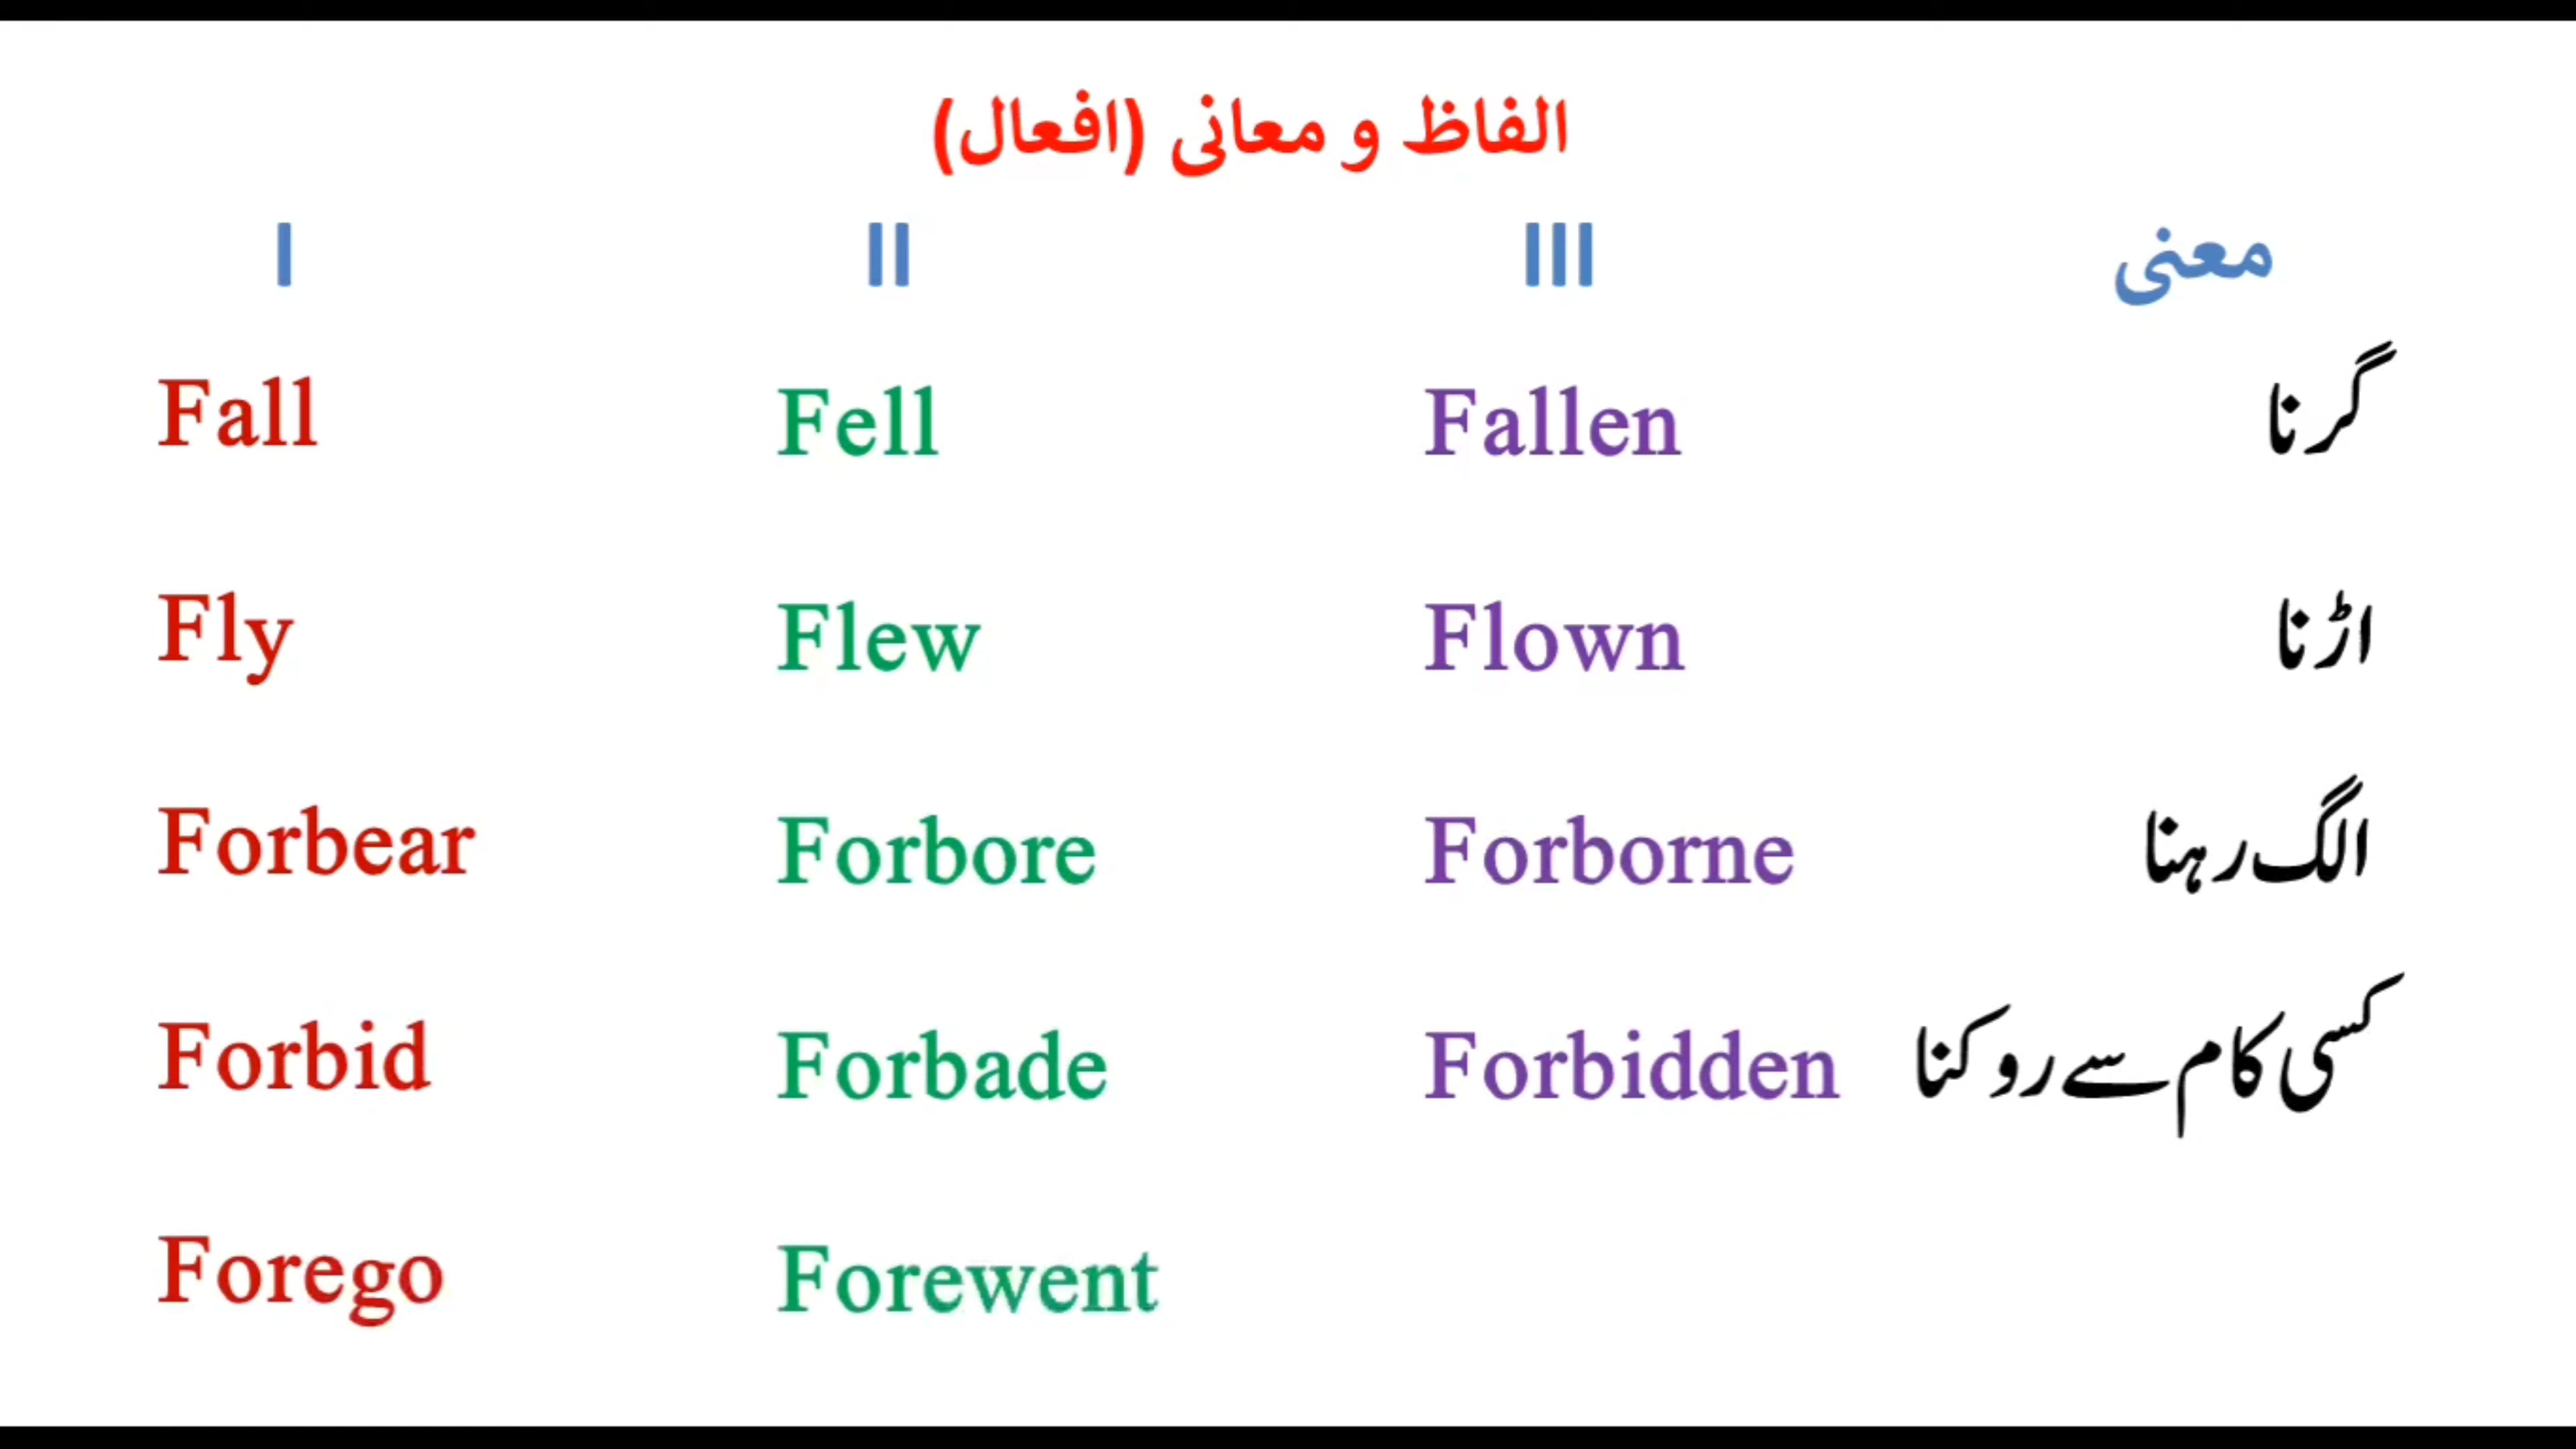 الفاظ و معانی (افعال)
I II III معنی
Fall Fell Fallen گرنا
Fly Flew Flown اڑنا
Forbear Forbore Forborne الگ رہنا
Forbid Forbade Forbidden کسی کام سے روکنا
Forego Forewent